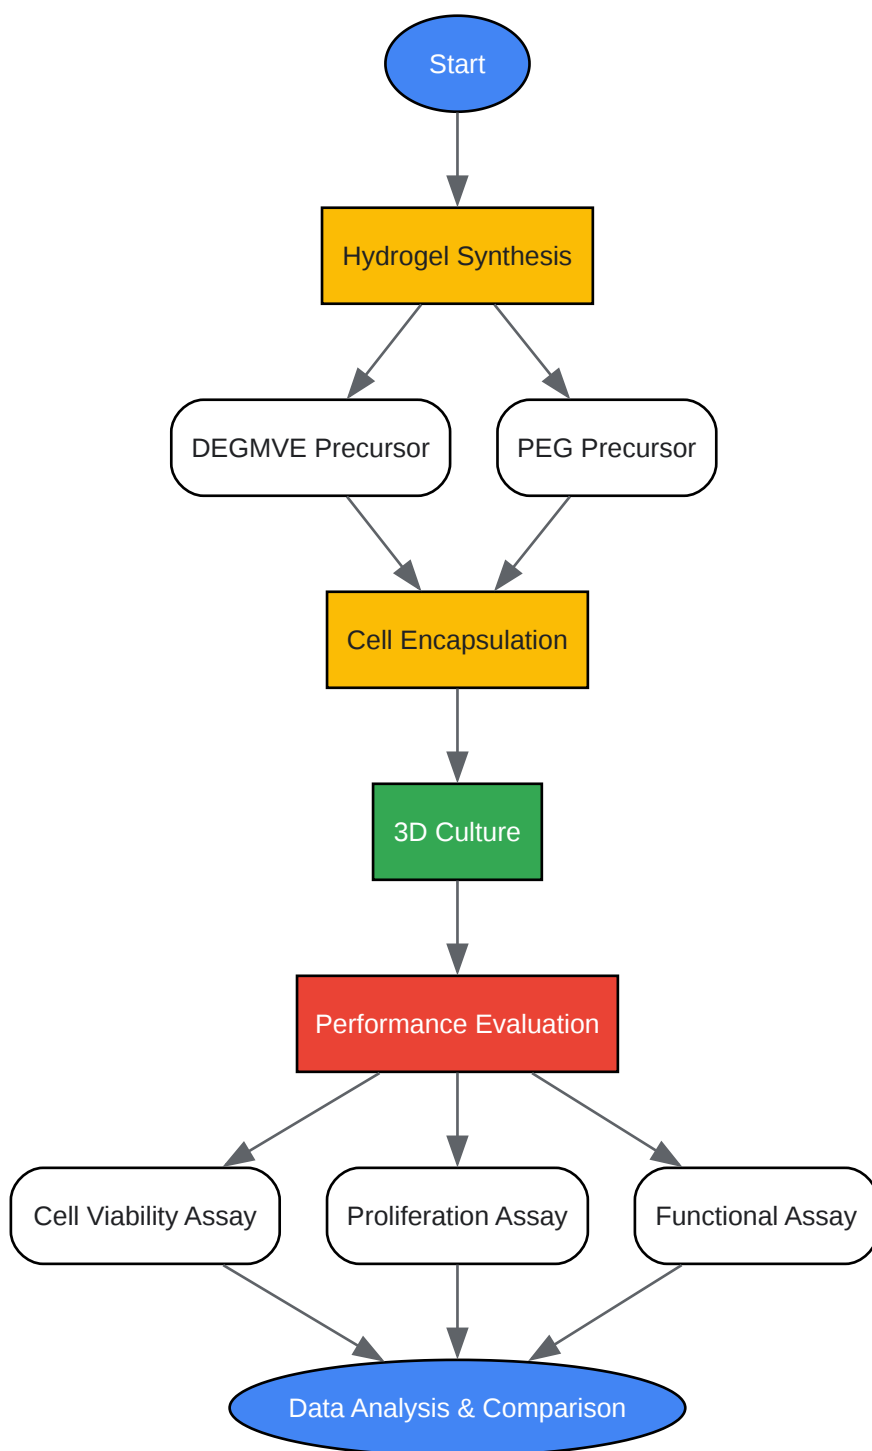 Start
Hydrogel Synthesis
DEGMVE Precursor
PEG Precursor
Cell Encapsulation
3D Culture
Performance Evaluation
Cell Viability Assay
Proliferation Assay
Functional Assay
Data Analysis & Comparison